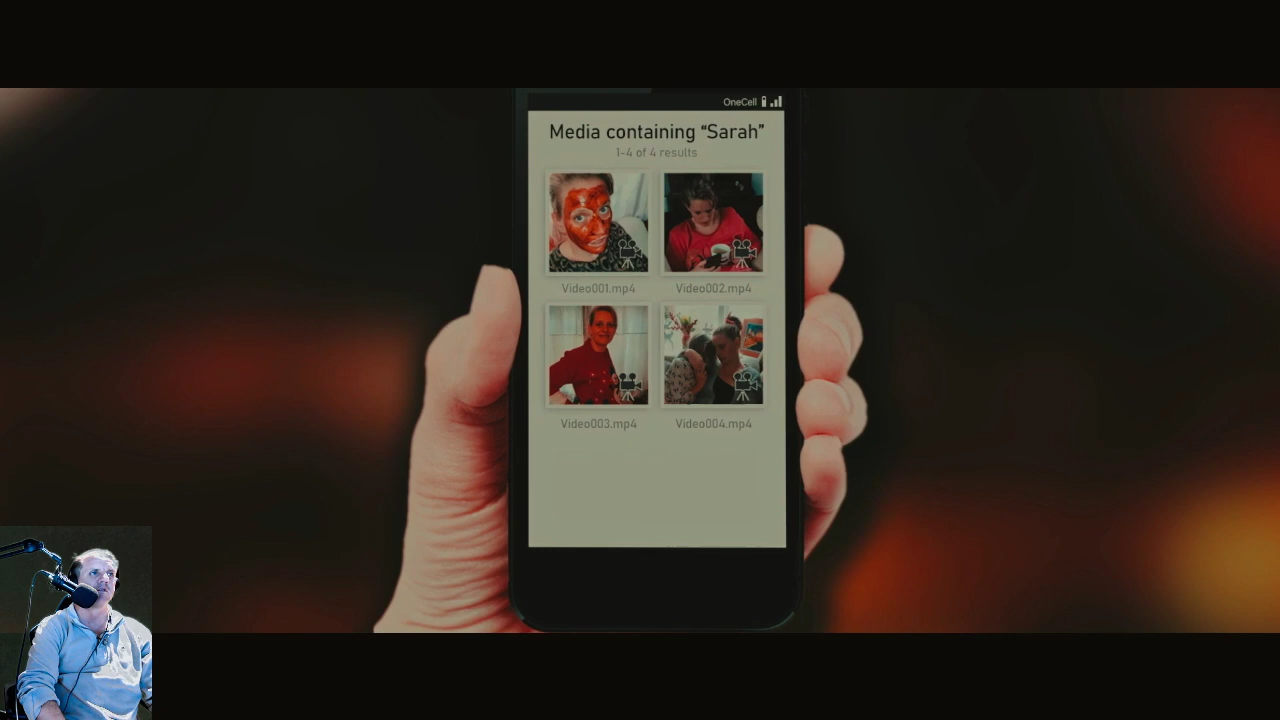 OneCell
Media containing “Sarah”
1-4 of 4 results
Video001.mp4
Video002.mp4
Video003.mp4
Video004.mp4